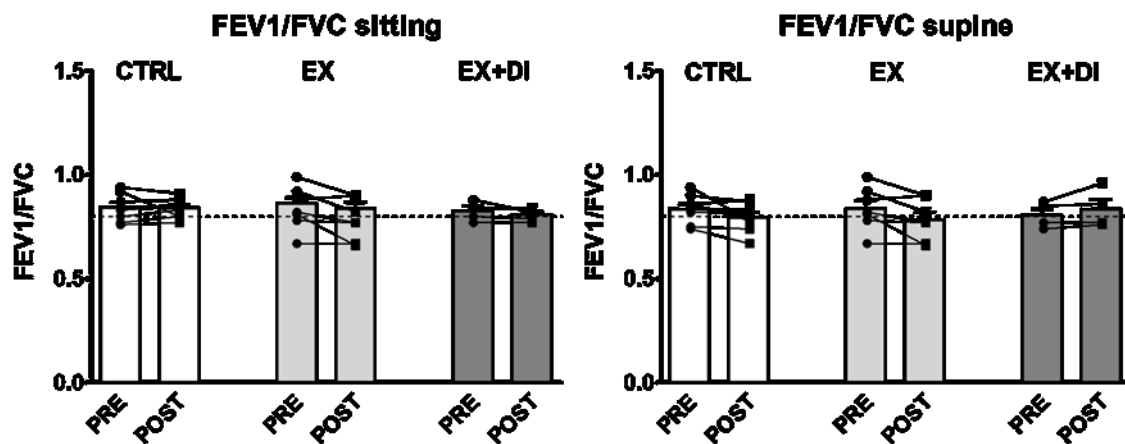 FEV1/FVC sitting
CTRL EX EX+DI
FEV1/FVC
1.5
1.0
0.5
0.0
PRE POST PRE POST PRE POST
FEV1/FVC supine
CTRL EX EX+DI
FEV1/FVC
1.5
1.0
0.5
0.0
PRE POST PRE POST PRE POST